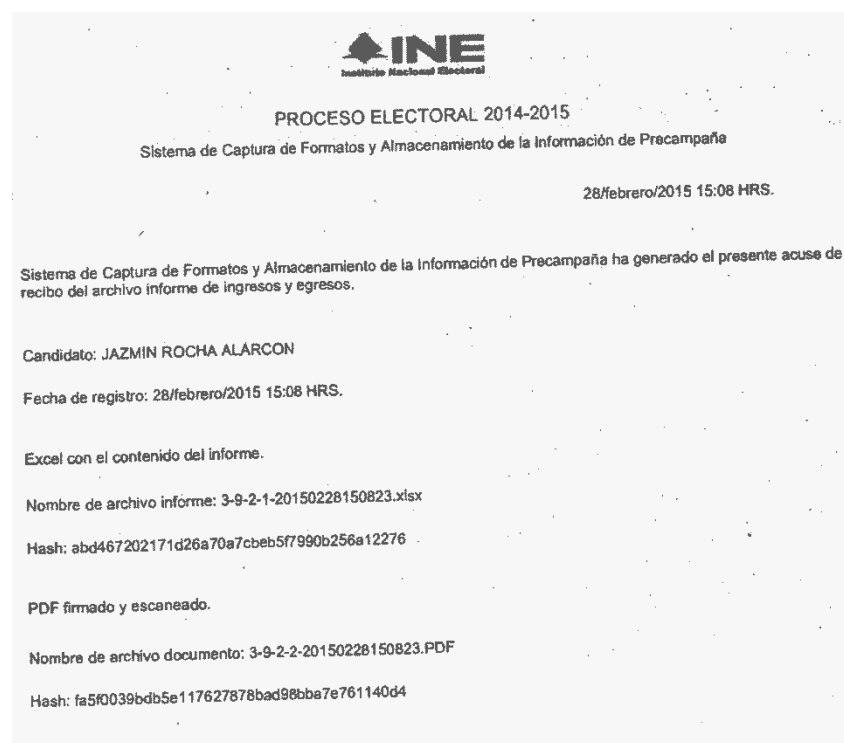 INE
Instituto Nacional Electoral
PROCESO ELECTORAL 2014-2015
Sistema de Captura de Formatos y Almacenamiento de la Información de Precampaña
28/febrero/2015 15:08 HRS.
Sistema de Captura de Formatos y Almacenamiento de la Información de Precampaña ha generado el presente acuse de
recibo del archivo informe de ingresos y egresos.
Candidato: JAZMIN ROCHA ALARCON
Fecha de registro: 28/febrero/2015 15:08 HRS.
Excel con el contenido del informe.
Nombre de archivo informe: 3-9-2-1-20150228150823.xlsx
Hash: abd467202171d26a70a7cbeb5f7990b256a12276
PDF firmado y escaneado.
Nombre de archivo documento: 3-9-2-2-20150228150823.PDF
Hash: fa5f0039bdb5e117627878bad98bba7e761140d4